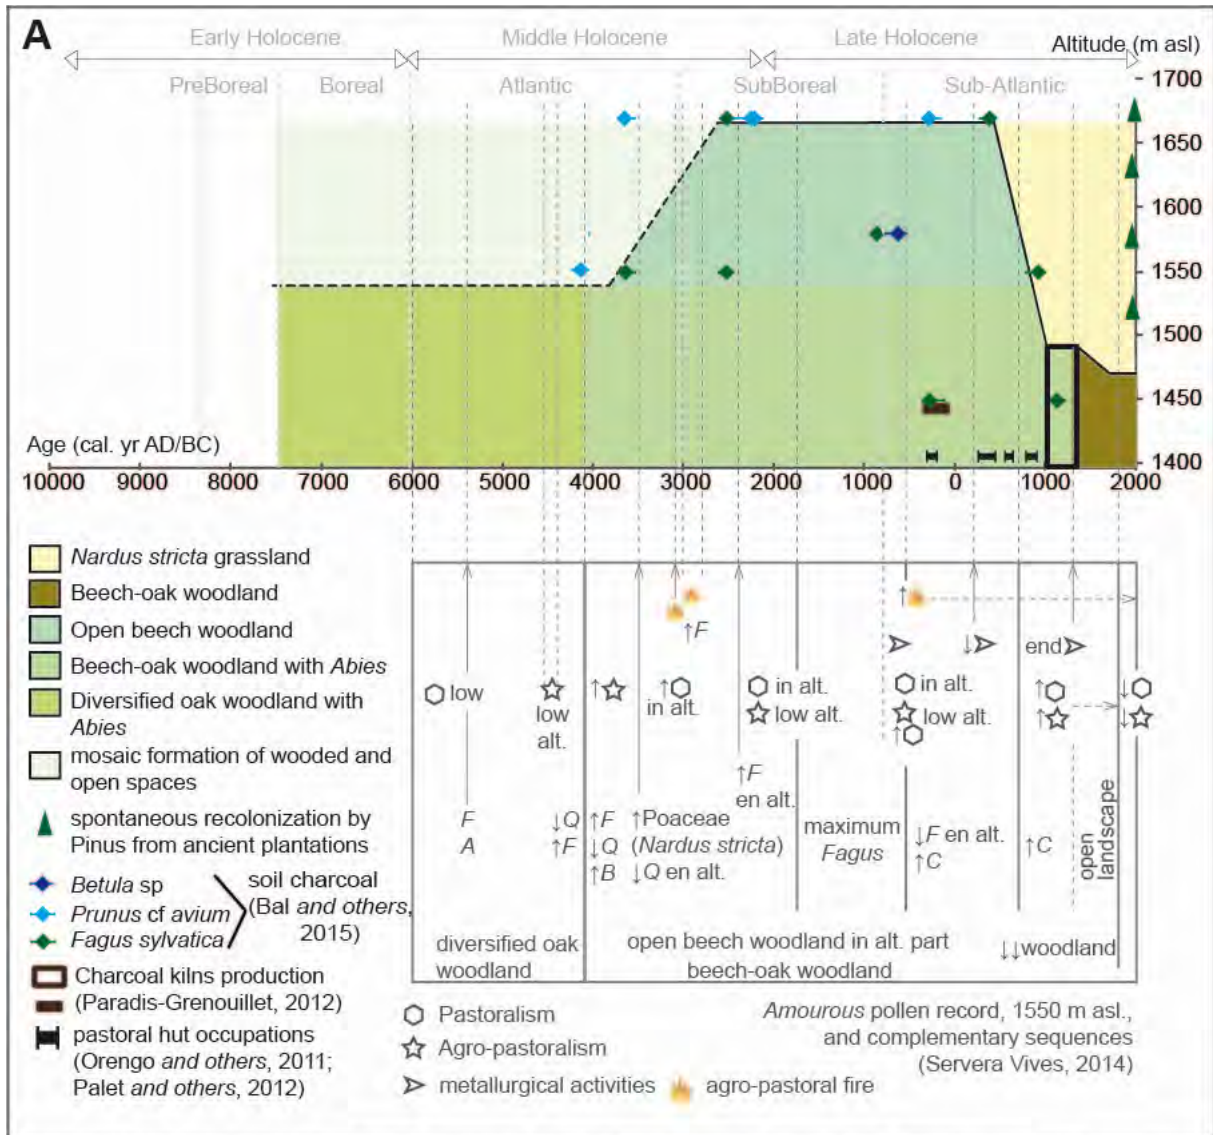 A
Early Holocene
Middle Holocene
Late Holocene
Altitude (m asl)
PreBoreal
Boreal
Atlantic
SubBoreal
Sub-Atlantic
1700
1650
1600
1550
1500
1450
1400
Age (cal. yr AD/BC)
10000 9000 8000 7000 6000 5000 4000 3000 2000 1000 0 1000 2000
Nardus stricta grassland
Beech-oak woodland
Open beech woodland
Beech-oak woodland with Abies
Diversified oak woodland with
Abies
mosaic formation of wooded and
open spaces
spontaneous recolonization by
Pinus from ancient plantations
Betula sp
Prunus cf avium
Fagus sylvatica
soil charcoal
(Bal and others,
2015)
Charcoal kilns production
(Paradis-Grenouillet, 2012)
pastoral hut occupations
(Orengo and others, 2011;
Palet and others, 2012)
↑F
↑
↓
end
low
low
alt.
↑
↑
in alt.
in alt.
low alt.
in alt.
low alt.
↑
↑
↑
↓
↓
F
A
↓Q
↑F
↑F
↓Q
↑B
↑Poaceae
(Nardus stricta)
↓Q en alt.
↑F
en alt.
maximum
Fagus
↓F en alt.
↑C
↑C
open
landscape
diversified oak
woodland
open beech woodland in alt. part
beech-oak woodland
↓↓woodland
Pastoralism
Agro-pastoralism
metallurgical activities
agro-pastoral fire
Amourous pollen record, 1550 m asl.,
and complementary sequences
(Servera Vives, 2014)